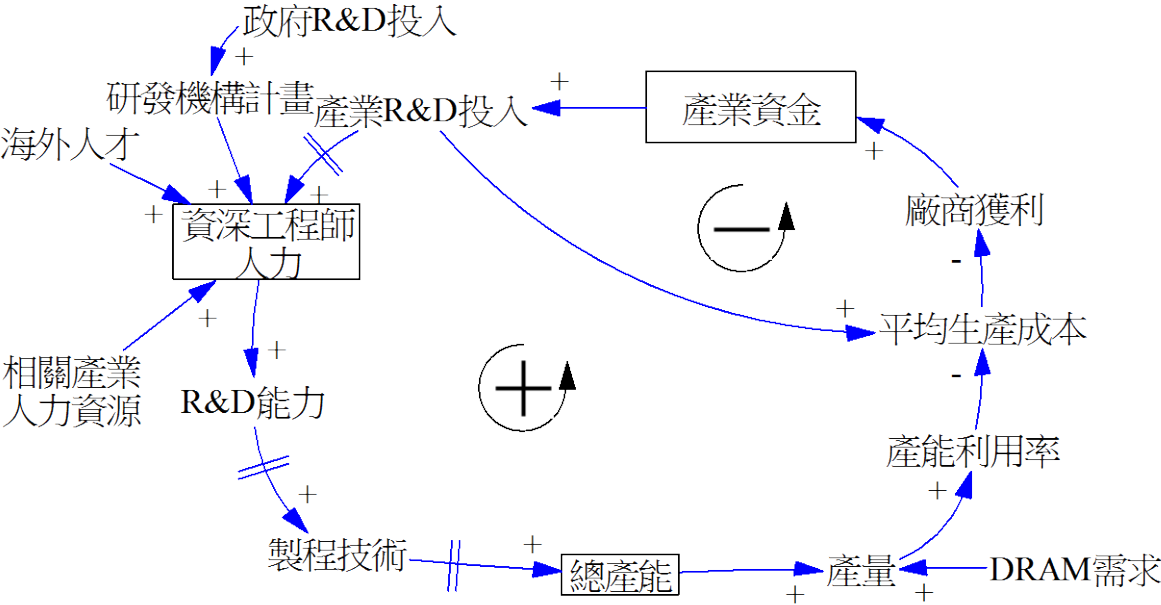 政府R&D投入
+
研發機構計畫
產業R&D投入
+
產業資金
海外人才
+
+
+
+
資深工程師
人力
廠商獲利
-
+
+
平均生產成本
+
相關產業
人力資源
R&D能力
-
產能利用率
+
+
製程技術
+
總產能
+
產量
+
DRAM需求